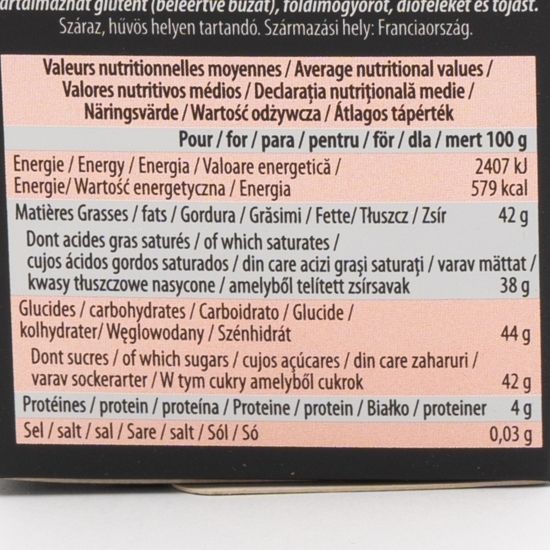 glutént (beleértve búzát), földimogyorót, dióféléket és tojást.
Száraz, hűvös helyen tartandó. Származási hely: Franciaország.
Valeurs nutritionnelles moyennes / Average nutritional values /
Valores nutritivos médios / Declarația nutrițională medie /
Näringsvärde / Wartość odżywcza / Átlagos tápérték
Pour / for / para / pentru / för / dla / mert 100 g
Energie / Energy / Energia / Valoare energetică / 2407 kJ
Energie/ Wartość energetyczna / Energia 579 kcal
Matières Grasses / fats / Gordura / Grăsimi / Fette/ Tłuszcz / Zsír 42 g
Dont acides gras saturés / of which saturates /
cujos ácidos gordos saturados / din care acizi grași saturați / varav mättat /
kwasy tłuszczowe nasycone / amelyből telített zsírsavak 38 g
Glucides / carbohydrates / Carboidrato / Glucide /
kolhydrater/ Węglowodany / Szénhidrát 44 g
Dont sucres / of which sugars / cujos açúcares / din care zaharuri /
varav sockerarter / W tym cukry amelyből cukrok 42 g
Protéines / protein / proteína / Proteine / protein / Białko / proteiner 4 g
Sel / salt / sal / Sare / salt / Sól / Só 0,03 g